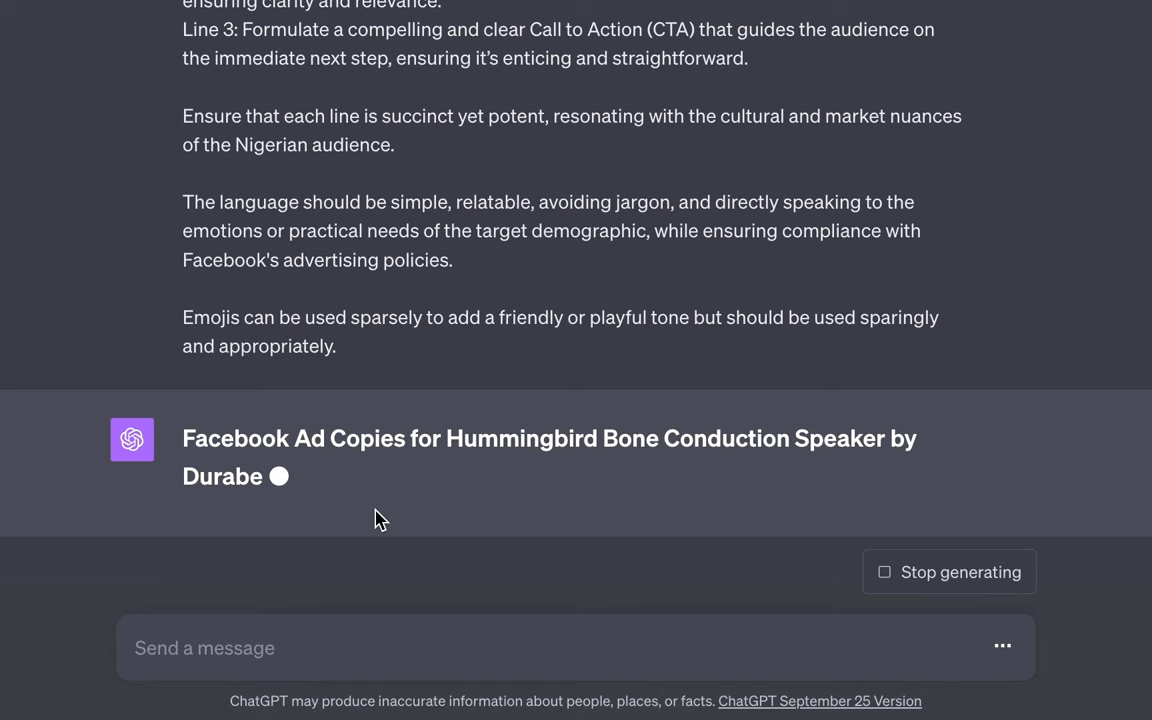 ensuring clarity and relevance.
Line 3: Formulate a compelling and clear Call to Action (CTA) that guides the audience on
the immediate next step, ensuring it’s enticing and straightforward.
Ensure that each line is succinct yet potent, resonating with the cultural and market nuances
of the Nigerian audience.
The language should be simple, relatable, avoiding jargon, and directly speaking to the
emotions or practical needs of the target demographic, while ensuring compliance with
Facebook's advertising policies.
Emojis can be used sparsely to add a friendly or playful tone but should be used sparingly
and appropriately.
Facebook Ad Copies for Hummingbird Bone Conduction Speaker by
Durabe
Stop generating
Send a message
ChatGPT may produce inaccurate information about people, places, or facts. ChatGPT September 25 Version